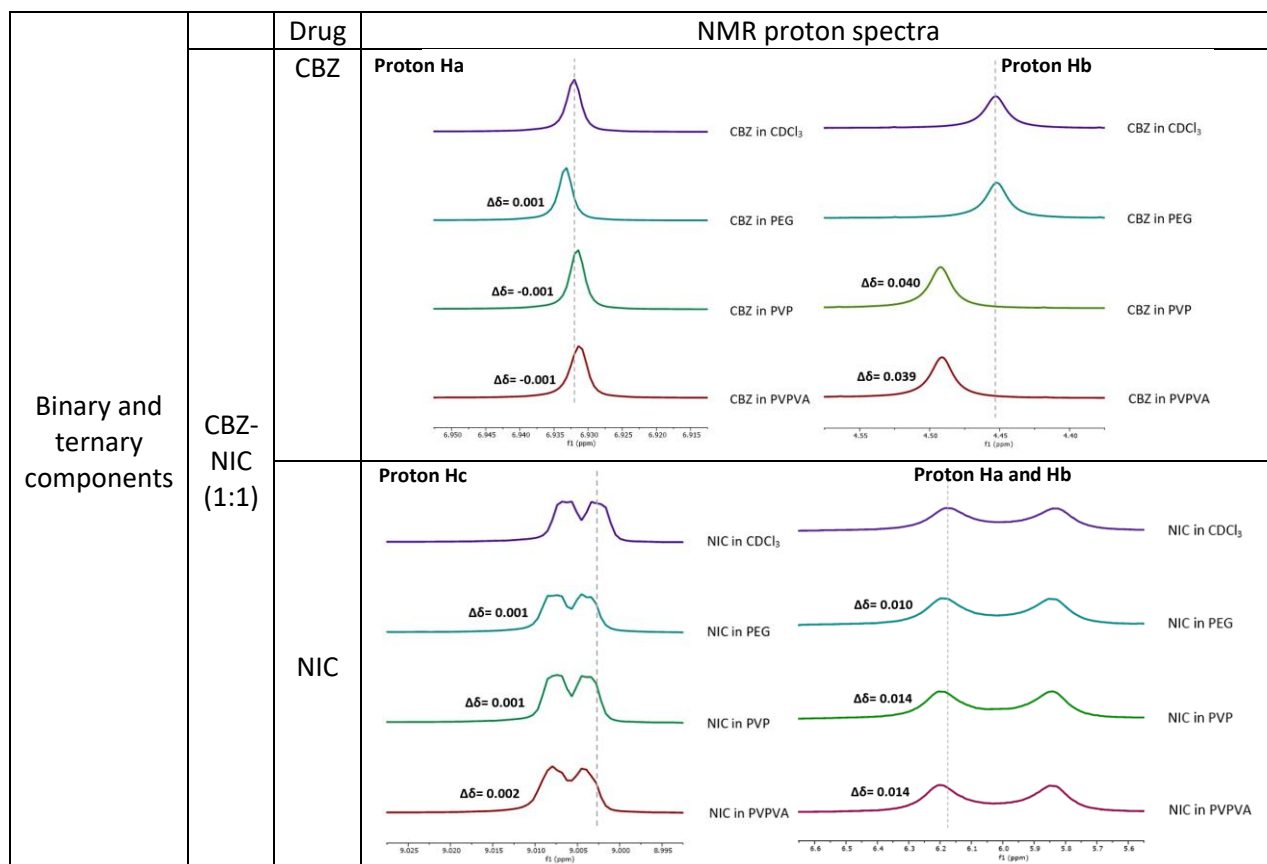 Drug
NMR proton spectra
Binary and
ternary
components
CBZ-
NIC
(1:1)
CBZ
Proton Ha
CBZ in CDCl₃
Δδ= 0.001
CBZ in PEG
Δδ= -0.001
CBZ in PVP
Δδ= -0.001
CBZ in PVPVA
6.950 6.945 6.940 6.935 6.930 6.925 6.920 6.915
f1 (ppm)
Proton Hb
CBZ in CDCl₃
CBZ in PEG
Δδ= 0.040
CBZ in PVP
Δδ= 0.039
CBZ in PVPVA
4.55 4.50 4.45 4.40
f1 (ppm)
NIC
Proton Hc
NIC in CDCl₃
Δδ= 0.001
NIC in PEG
Δδ= 0.001
NIC in PVP
Δδ= 0.002
NIC in PVPVA
9.025 9.020 9.015 9.010 9.005 9.000 8.995
f1 (ppm)
Proton Ha and Hb
NIC in CDCl₃
Δδ= 0.010
NIC in PEG
Δδ= 0.014
NIC in PVP
Δδ= 0.014
NIC in PVPVA
6.6 6.5 6.4 6.3 6.2 6.1 6.0 5.9 5.8 5.7 5.6
f1 (ppm)